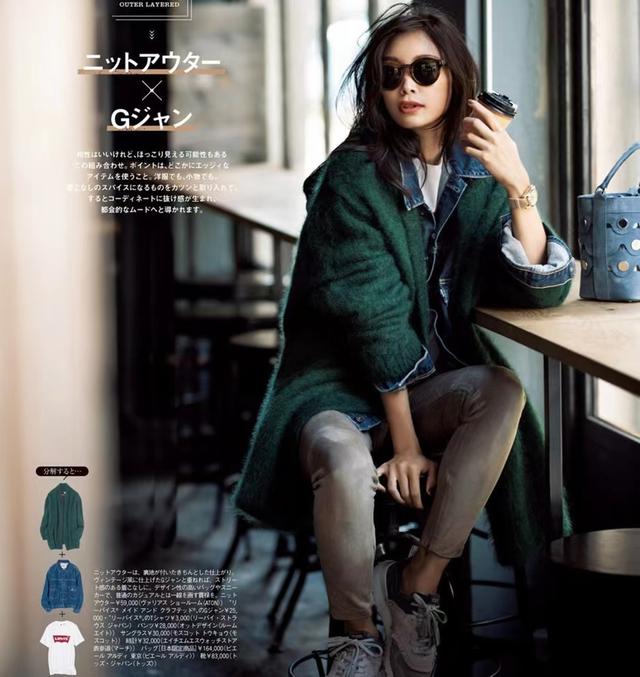 OUTER LAYERED
ニットアウター
×
Gジャン
相性はいいけれど、ほっこり見える可能性もある
この組み合わせ。ポイントは、どこかにエッジィな
アイテムを使うこと。洋服でも、小物でも。
着こなしのスパイスになるものをカツンと取り入れて。
するとコーディネートに抜け感が生まれ、
都会的なムードへと導かれます。
分解すると…
+
+
Levi's
ニットアウターは、裏地が付いたきちんとした仕上がり。
ヴィンテージ風に仕上げたGジャンと重ねれば、ストリー
ト感のある着こなしに。デザイン性の高いバッグやスニー
カーで、普通のカジュアルとは一線を画す貫禄を。ニット
アウター¥59,000(ヴァリアス ショールーム〈ATON〉) 「リ
ーバイス® メイド アンド クラフテッド®」のGジャン¥25,
000・「リーバイス®」のTシャツ¥3,000(リーバイ・ストラ
ウス ジャパン) パンツ¥28,000(オットデザイン〈ルーム
エイト〉) サングラス¥30,000(モスコット トウキョウ〈モ
スコット〉) 時計¥32,000(エイチエムエスウォッチストア
表参道〈マーチ〉) バッグ[日本限定商品]¥164,000(ピエ
ール アルディ 東京〈ピエール アルディ〉) 靴¥83,000(ト
ッズ・ジャパン〈トッズ〉)